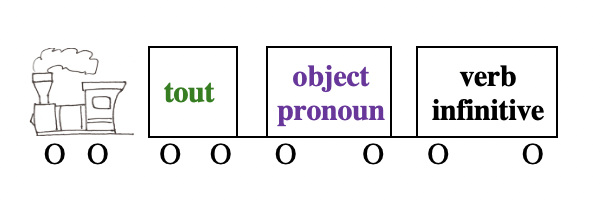 tout
object
pronoun
verb
infinitive
O O O O O O O O